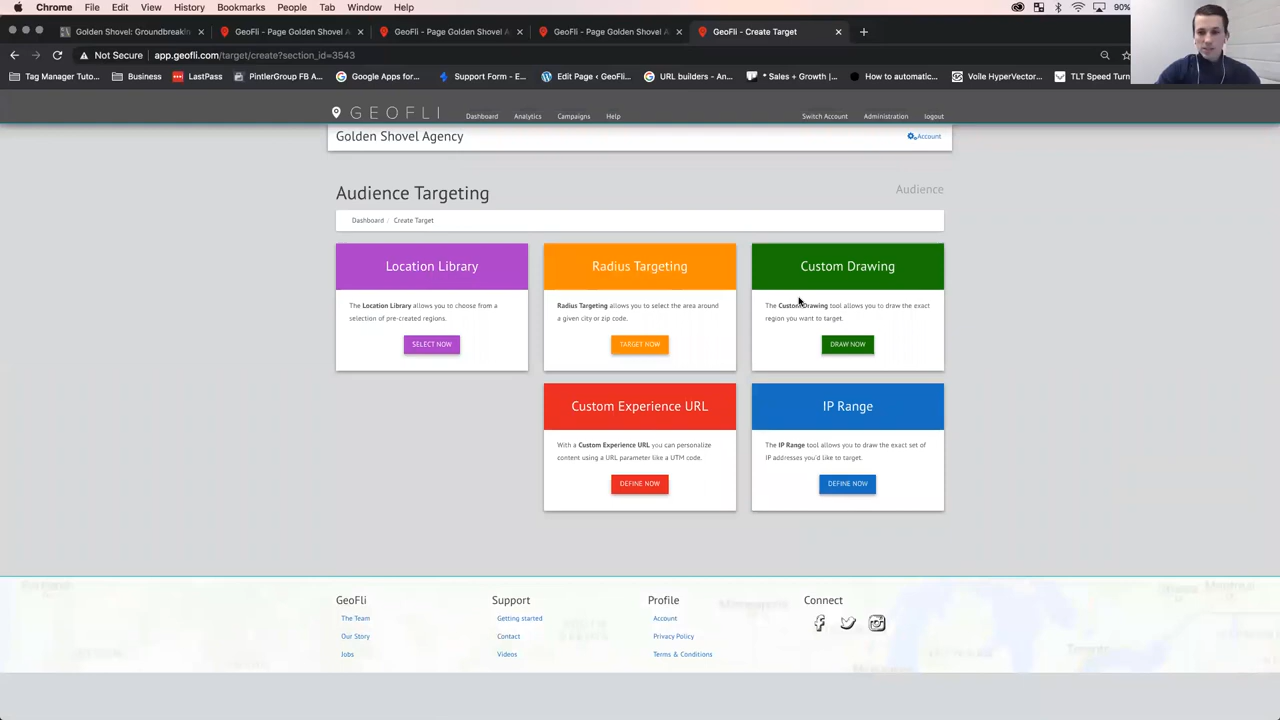 Chrome File Edit View History Bookmarks People Tab Window Help 90%
Golden Shovel: Groundbreakin GeoFli - Page Golden Shovel A GeoFli - Page Golden Shovel A GeoFli - Page Golden Shovel A GeoFli - Create Target
Not Secure app.geofli.com/target/create?section_id=3543
Tag Manager Tuto... Business LastPass PintlerGroup FB A... Google Apps for... Support Form - E... Edit Page ‹ GeoFli... URL builders - An... * Sales + Growth |... How to automatic... Voile HyperVector... TLT Speed Turn
GEOFLI Dashboard Analytics Campaigns Help Switch Account Administration logout
Golden Shovel Agency Account
Audience Targeting Audience
Dashboard / Create Target
Location Library
The Location Library allows you to choose from a
selection of pre-created regions.
SELECT NOW
Radius Targeting
Radius Targeting allows you to select the area around
a given city or zip code.
TARGET NOW
Custom Drawing
The Custom Drawing tool allows you to draw the exact
region you want to target.
DRAW NOW
Custom Experience URL
With a Custom Experience URL you can personalize
content using a URL parameter like a UTM code.
DEFINE NOW
IP Range
The IP Range tool allows you to draw the exact set of
IP addresses you'd like to target.
DEFINE NOW
GeoFli
The Team
Our Story
Jobs
Support
Getting started
Contact
Videos
Profile
Account
Privacy Policy
Terms & Conditions
Connect